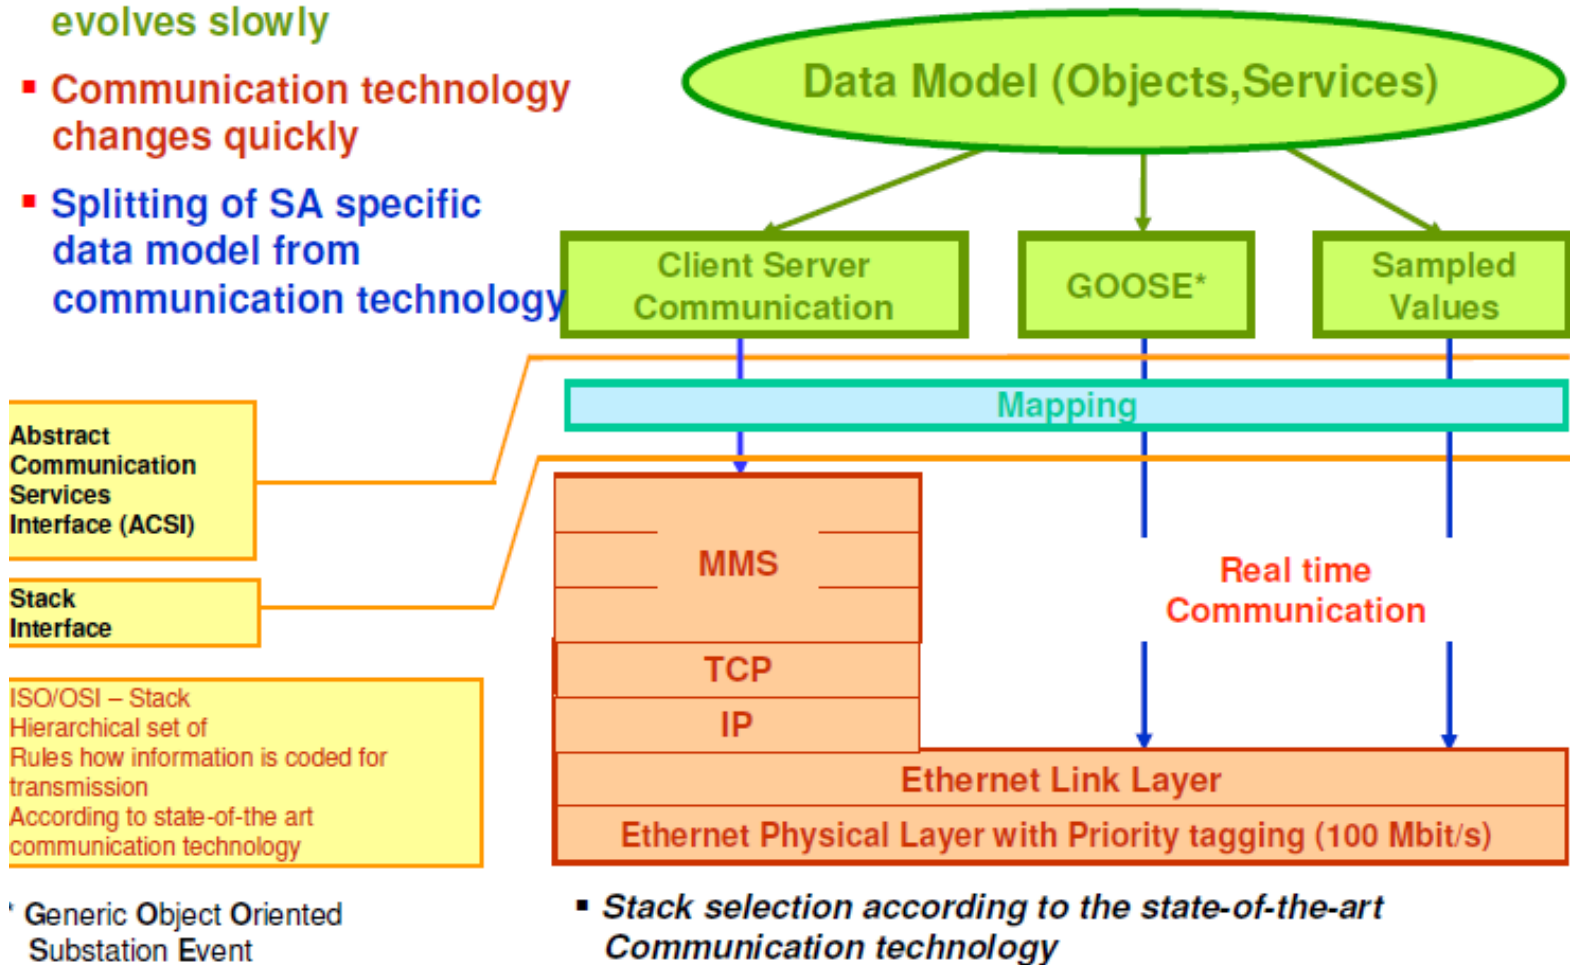 evolves slowly
▪ Communication technology
changes quickly
▪ Splitting of SA specific
data model from
communication technology
Data Model (Objects,Services)
Client Server
Communication
GOOSE*
Sampled
Values
Mapping
Abstract
Communication
Services
Interface (ACSI)
Stack
Interface
ISO/OSI – Stack
Hierarchical set of
Rules how information is coded for
transmission
According to state-of-the art
communication technology
* Generic Object Oriented
Substation Event
MMS
TCP
IP
Real time
Communication
Ethernet Link Layer
Ethernet Physical Layer with Priority tagging (100 Mbit/s)
▪ Stack selection according to the state-of-the-art
Communication technology